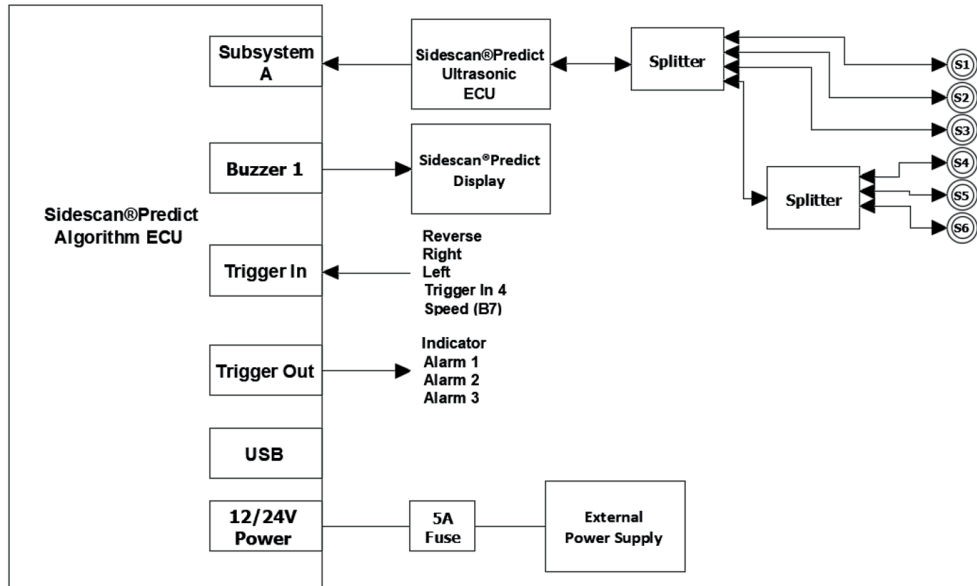 Sidescan®Predict
Algorithm ECU
Subsystem
A
Buzzer 1
Trigger In
Trigger Out
USB
12/24V
Power
Sidescan®Predict
Ultrasonic
ECU
Sidescan®Predict
Display
Reverse
Right
Left
Trigger In 4
Speed (B7)
Indicator
Alarm 1
Alarm 2
Alarm 3
5A
Fuse
External
Power Supply
Splitter
Splitter
S1
S2
S3
S4
S5
S6